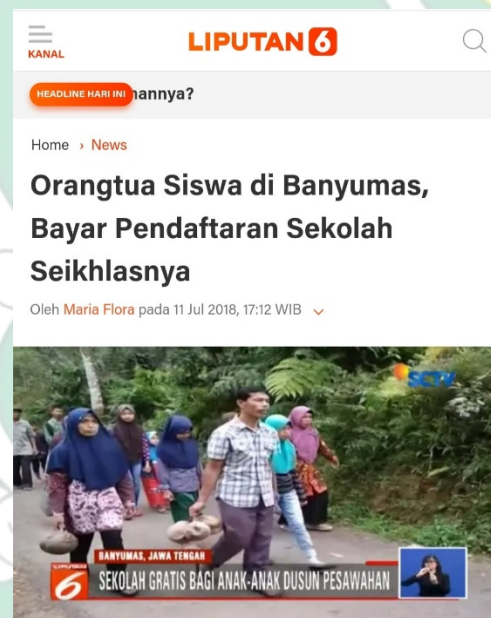 LIPUTAN 6
KANAL
HEADLINE HARI INI nannya?
Home › News
Orangtua Siswa di Banyumas,
Bayar Pendaftaran Sekolah
Seikhlasnya
Oleh Maria Flora pada 11 Jul 2018, 17:12 WIB
SCTV
BANYUMAS, JAWA TENGAH
LIPUTAN 6
SEKOLAH GRATIS BAGI ANAK-ANAK DUSUN PESAWAHAN